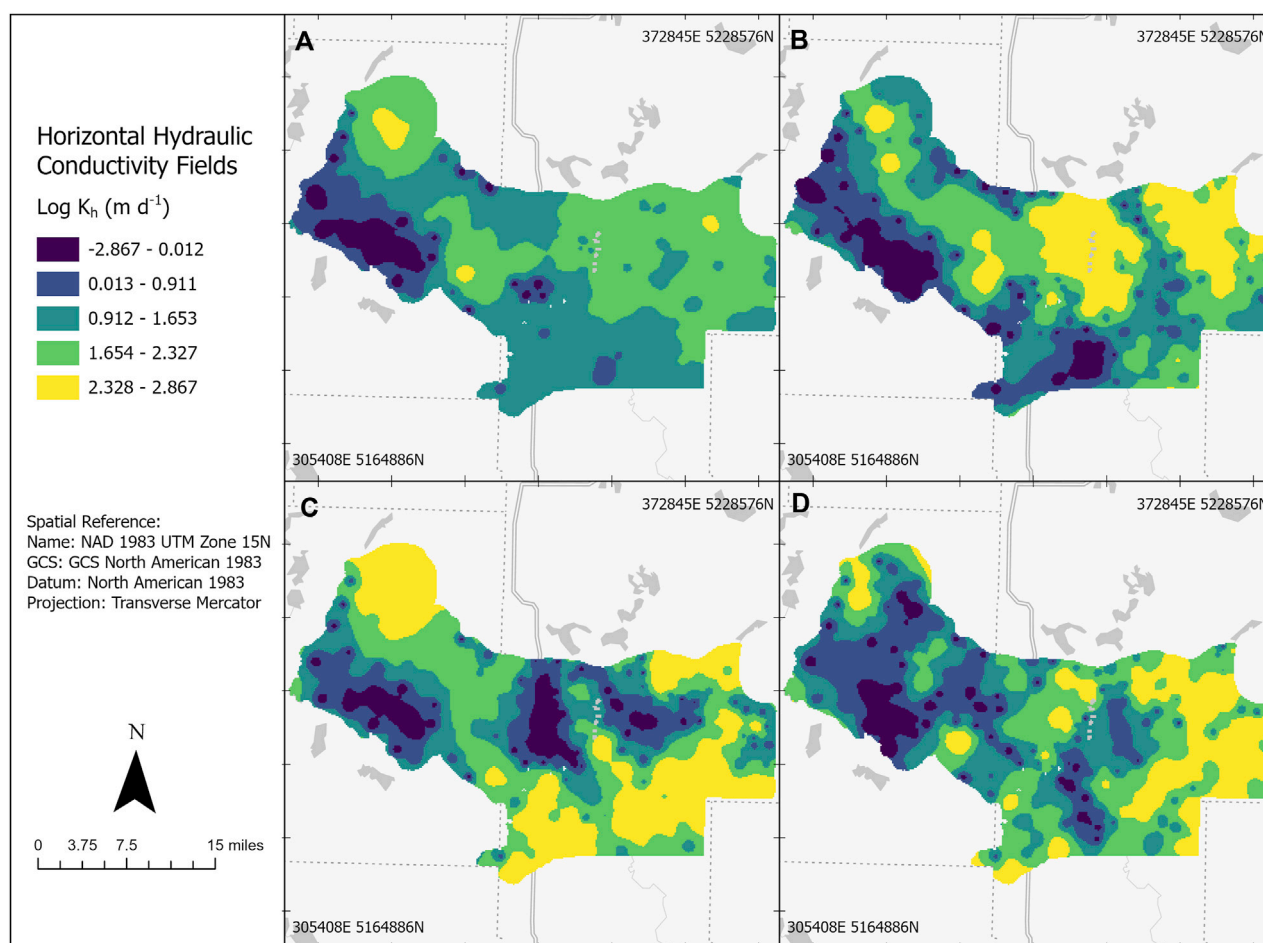 Horizontal Hydraulic
Conductivity Fields
Log Kh (m d-1)
-2.867 - 0.012
0.013 - 0.911
0.912 - 1.653
1.654 - 2.327
2.328 - 2.867
Spatial Reference:
Name: NAD 1983 UTM Zone 15N
GCS: GCS North American 1983
Datum: North American 1983
Projection: Transverse Mercator
N
0 3.75 7.5 15 miles
A
372845E 5228576N
305408E 5164886N
B
372845E 5228576N
305408E 5164886N
C
372845E 5228576N
305408E 5164886N
D
372845E 5228576N
305408E 5164886N